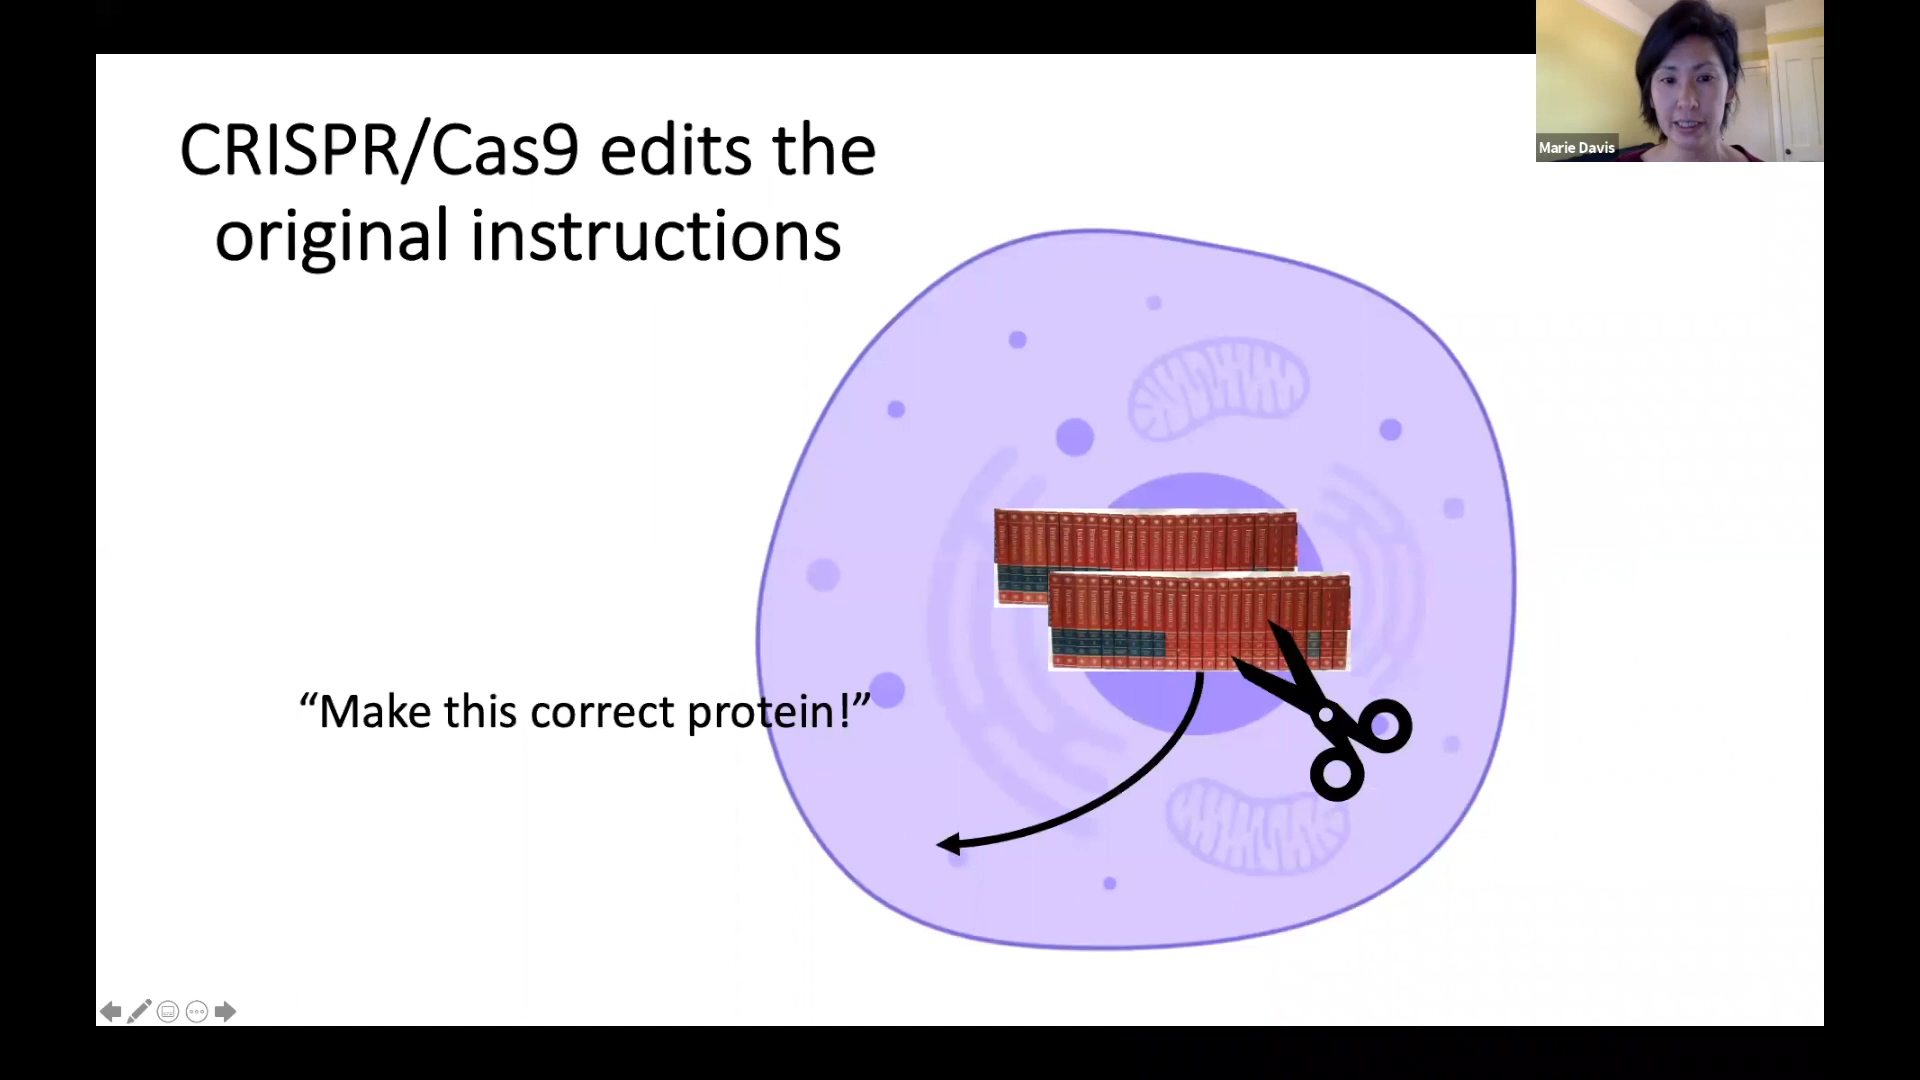 CRISPR/Cas9 edits the
original instructions
Marie Davis
“Make this correct protein!”